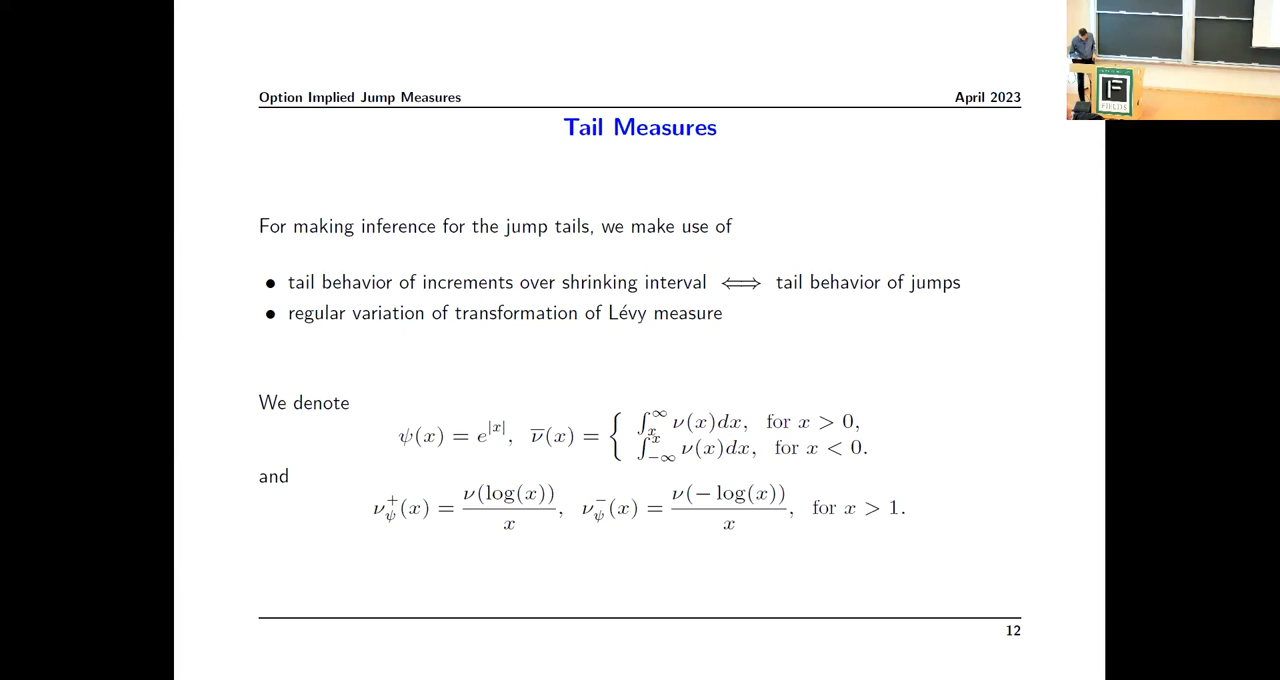 Option Implied Jump Measures April 2023
Tail Measures
For making inference for the jump tails, we make use of
• tail behavior of increments over shrinking interval ⟺ tail behavior of jumps
• regular variation of transformation of Lévy measure
We denote
ψ(x) = e^{|x|}, ν̅(x) = { ∫_x^∞ ν(x)dx, for x > 0,
∫_{-∞}^x ν(x)dx, for x < 0.
and
ν_ψ^+(x) = ν(log(x))/x, ν_ψ^-(x) = ν(− log(x))/x, for x > 1.
12
F
FIELDS